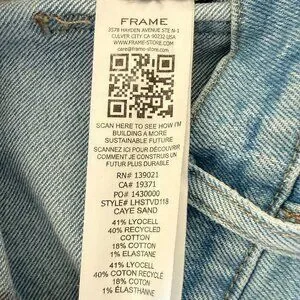 FRAME
3578 HAYDEN AVENUE STE N-1
CULVER CITY CA 90232 USA
WWW.FRAME-STORE.COM
care@frame-store.com
SCAN HERE TO SEE HOW I'M
BUILDING A MORE
SUSTAINABLE FUTURE
SCANNEZ ICI POUR DÉCOUVRIR
COMMENT JE CONSTRUIS UN
FUTUR PLUS DURABLE
RN# 139021
CA# 19371
PO# 1430000
STYLE# LHSTVD118
CAYE SAND
41% LYOCELL
40% RECYCLED
COTTON
18% COTTON
1% ELASTANE
41% LYOCELL
40% COTON RECYCLÉ
18% COTON
1% ÉLASTHANNE